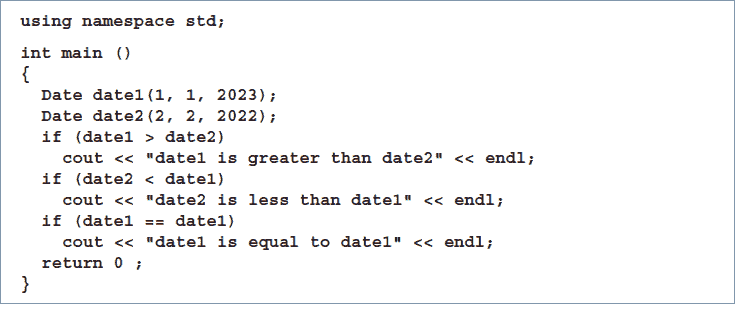 using namespace std;
int main ()
{
Date date1(1, 1, 2023);
Date date2(2, 2, 2022);
if (date1 > date2)
cout << "date1 is greater than date2" << endl;
if (date2 < date1)
cout << "date2 is less than date1" << endl;
if (date1 == date1)
cout << "date1 is equal to date1" << endl;
return 0 ;
}